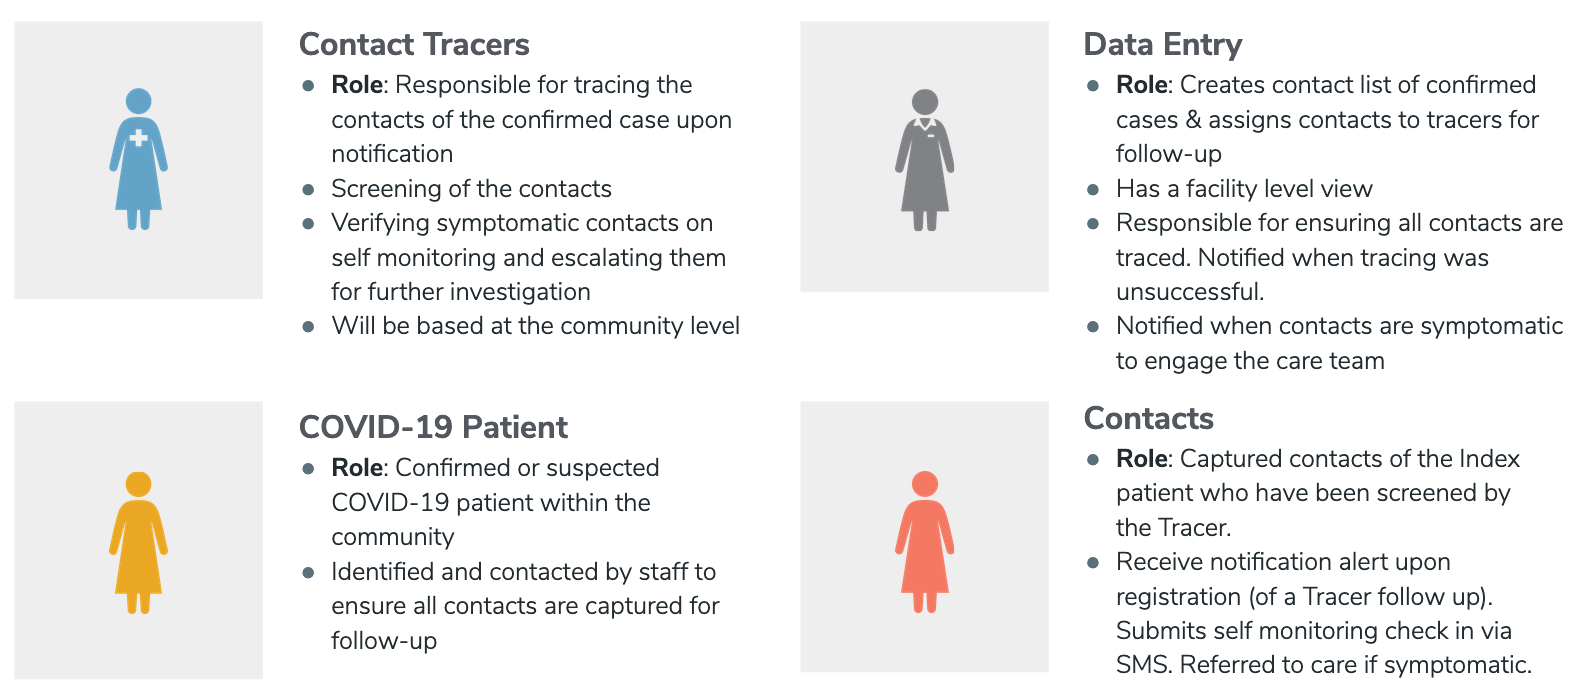 Contact Tracers
● Role: Responsible for tracing the
contacts of the confirmed case upon
notification
● Screening of the contacts
● Verifying symptomatic contacts on
self monitoring and escalating them
for further investigation
● Will be based at the community level
Data Entry
● Role: Creates contact list of confirmed
cases & assigns contacts to tracers for
follow-up
● Has a facility level view
● Responsible for ensuring all contacts are
traced. Notified when tracing was
unsuccessful.
● Notified when contacts are symptomatic
to engage the care team
COVID-19 Patient
● Role: Confirmed or suspected
COVID-19 patient within the
community
● Identified and contacted by staff to
ensure all contacts are captured for
follow-up
Contacts
● Role: Captured contacts of the Index
patient who have been screened by
the Tracer.
● Receive notification alert upon
registration (of a Tracer follow up).
Submits self monitoring check in via
SMS. Referred to care if symptomatic.